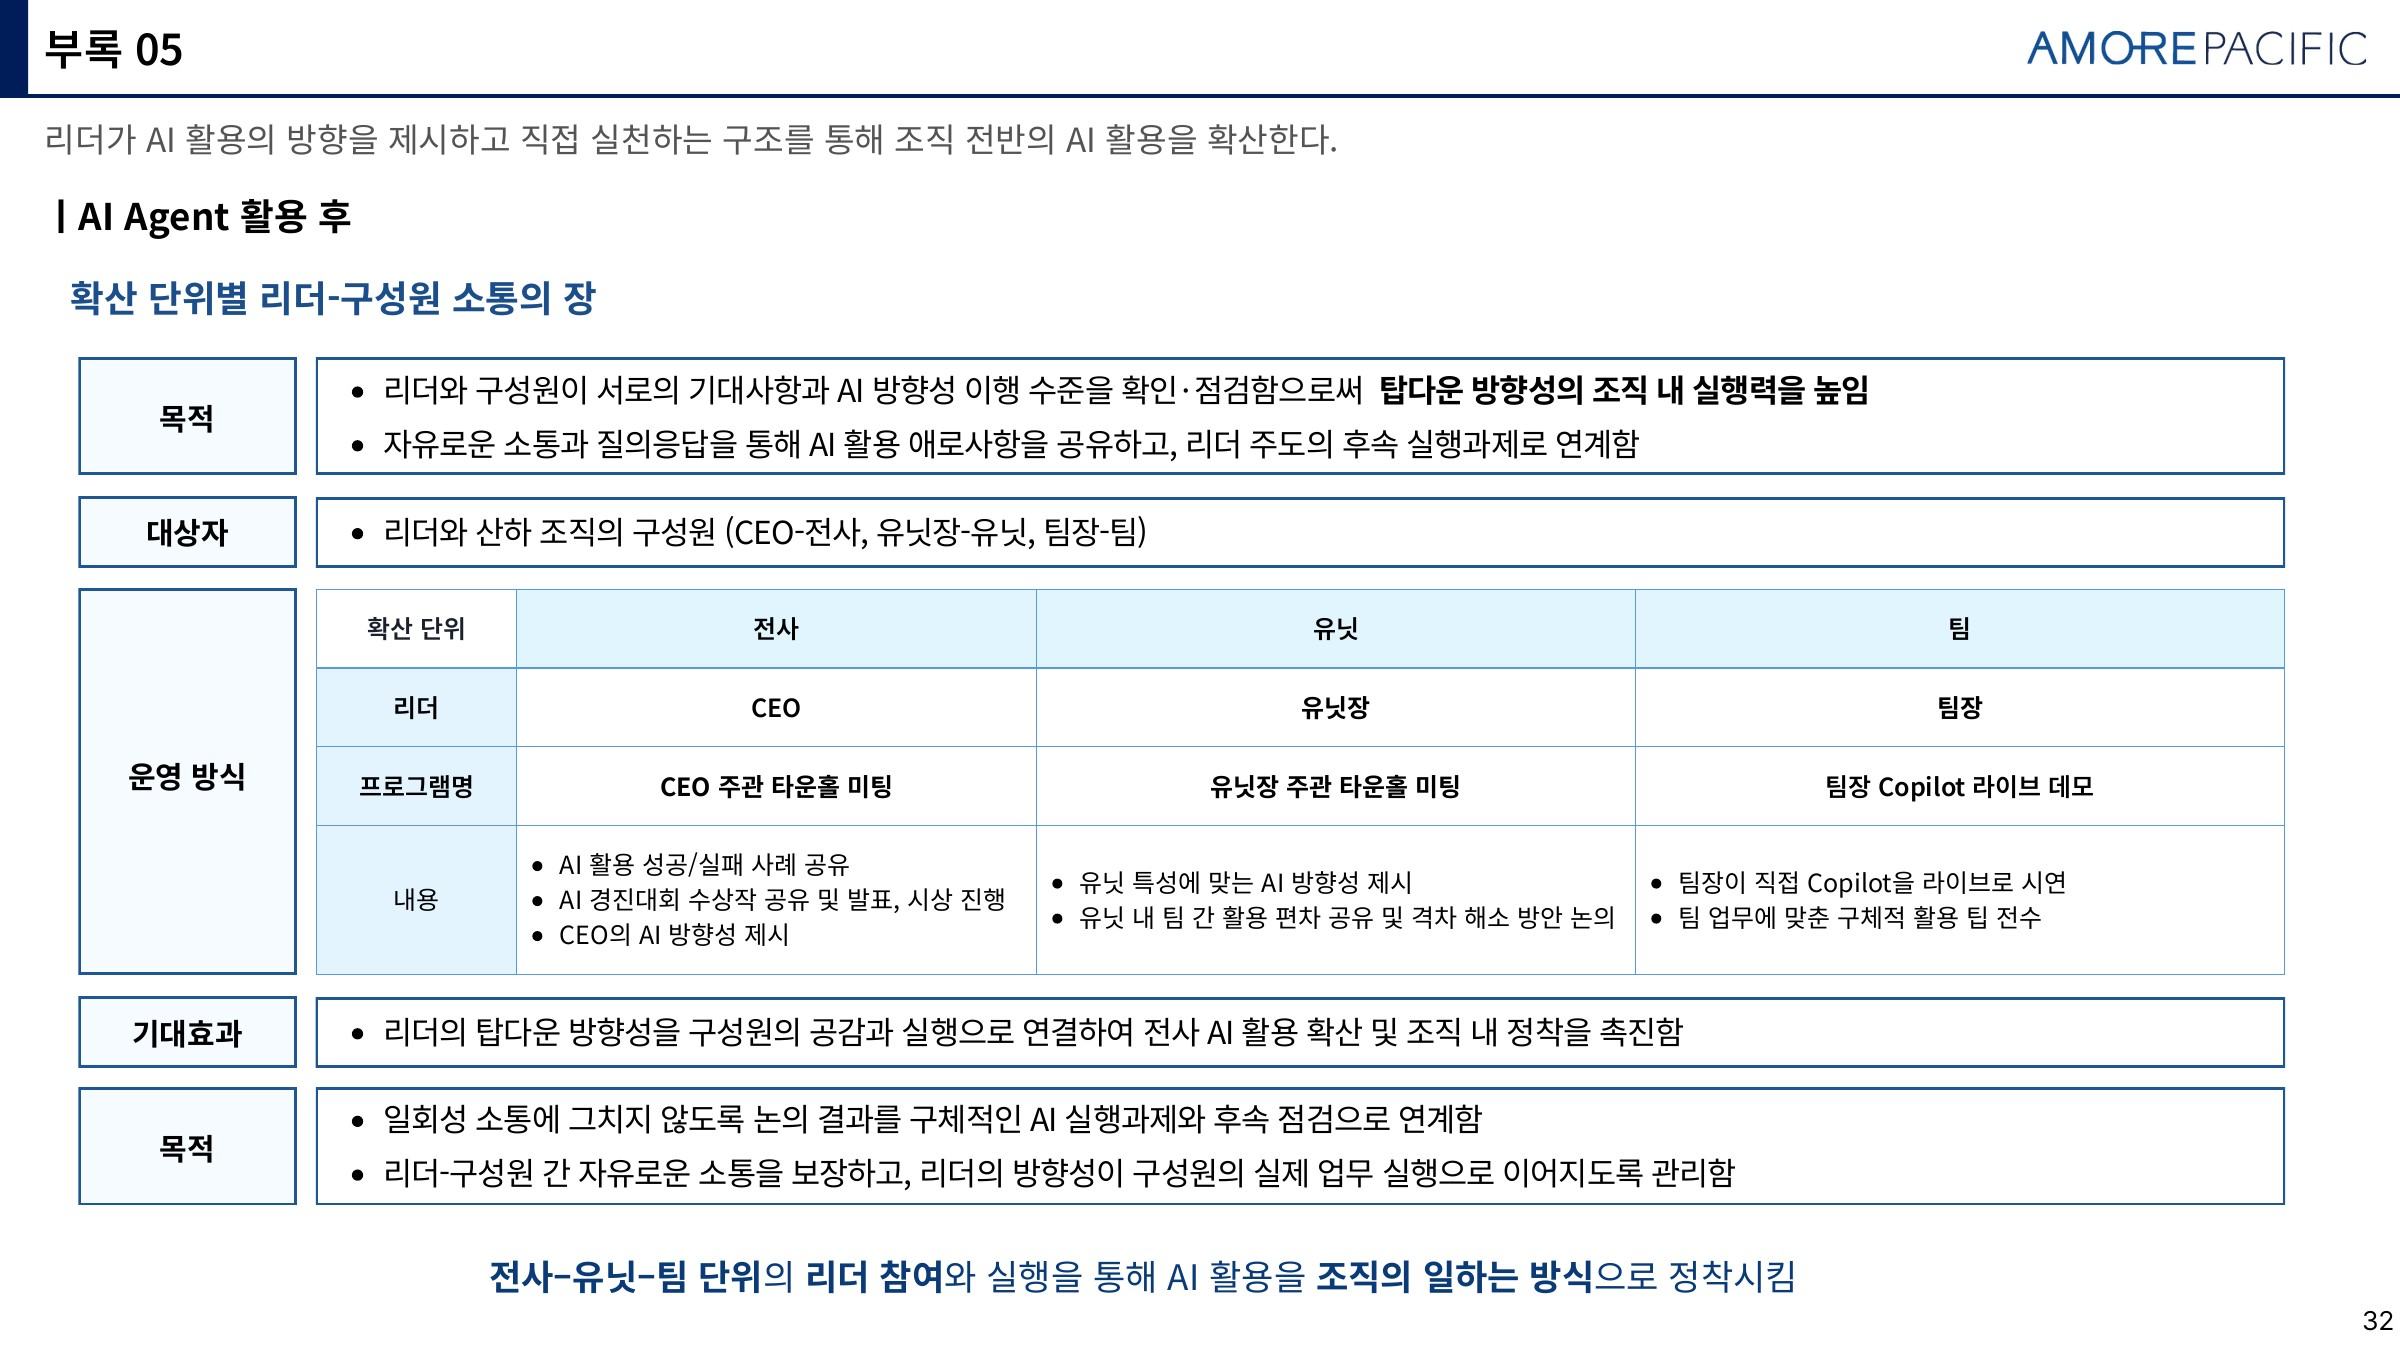 부록 05
AMOREPACIFIC
리더가 AI 활용의 방향을 제시하고 직접 실천하는 구조를 통해 조직 전반의 AI 활용을 확산한다.
| AI Agent 활용 후
확산 단위별 리더-구성원 소통의 장
목적
• 리더와 구성원이 서로의 기대사항과 AI 방향성 이행 수준을 확인·점검함으로써 탑다운 방향성의 조직 내 실행력을 높임
• 자유로운 소통과 질의응답을 통해 AI 활용 애로사항을 공유하고, 리더 주도의 후속 실행과제로 연계함
대상자
• 리더와 산하 조직의 구성원 (CEO-전사, 유닛장-유닛, 팀장-팀)
운영 방식
확산 단위 전사 유닛 팀
리더 CEO 유닛장 팀장
프로그램명 CEO 주관 타운홀 미팅 유닛장 주관 타운홀 미팅 팀장 Copilot 라이브 데모
내용
• AI 활용 성공/실패 사례 공유
• AI 경진대회 수상작 공유 및 발표, 시상 진행
• CEO의 AI 방향성 제시
• 유닛 특성에 맞는 AI 방향성 제시
• 유닛 내 팀 간 활용 편차 공유 및 격차 해소 방안 논의
• 팀장이 직접 Copilot을 라이브로 시연
• 팀 업무에 맞춘 구체적 활용 팁 전수
기대효과
• 리더의 탑다운 방향성을 구성원의 공감과 실행으로 연결하여 전사 AI 활용 확산 및 조직 내 정착을 촉진함
목적
• 일회성 소통에 그치지 않도록 논의 결과를 구체적인 AI 실행과제와 후속 점검으로 연계함
• 리더-구성원 간 자유로운 소통을 보장하고, 리더의 방향성이 구성원의 실제 업무 실행으로 이어지도록 관리함
전사–유닛–팀 단위의 리더 참여와 실행을 통해 AI 활용을 조직의 일하는 방식으로 정착시킴
32